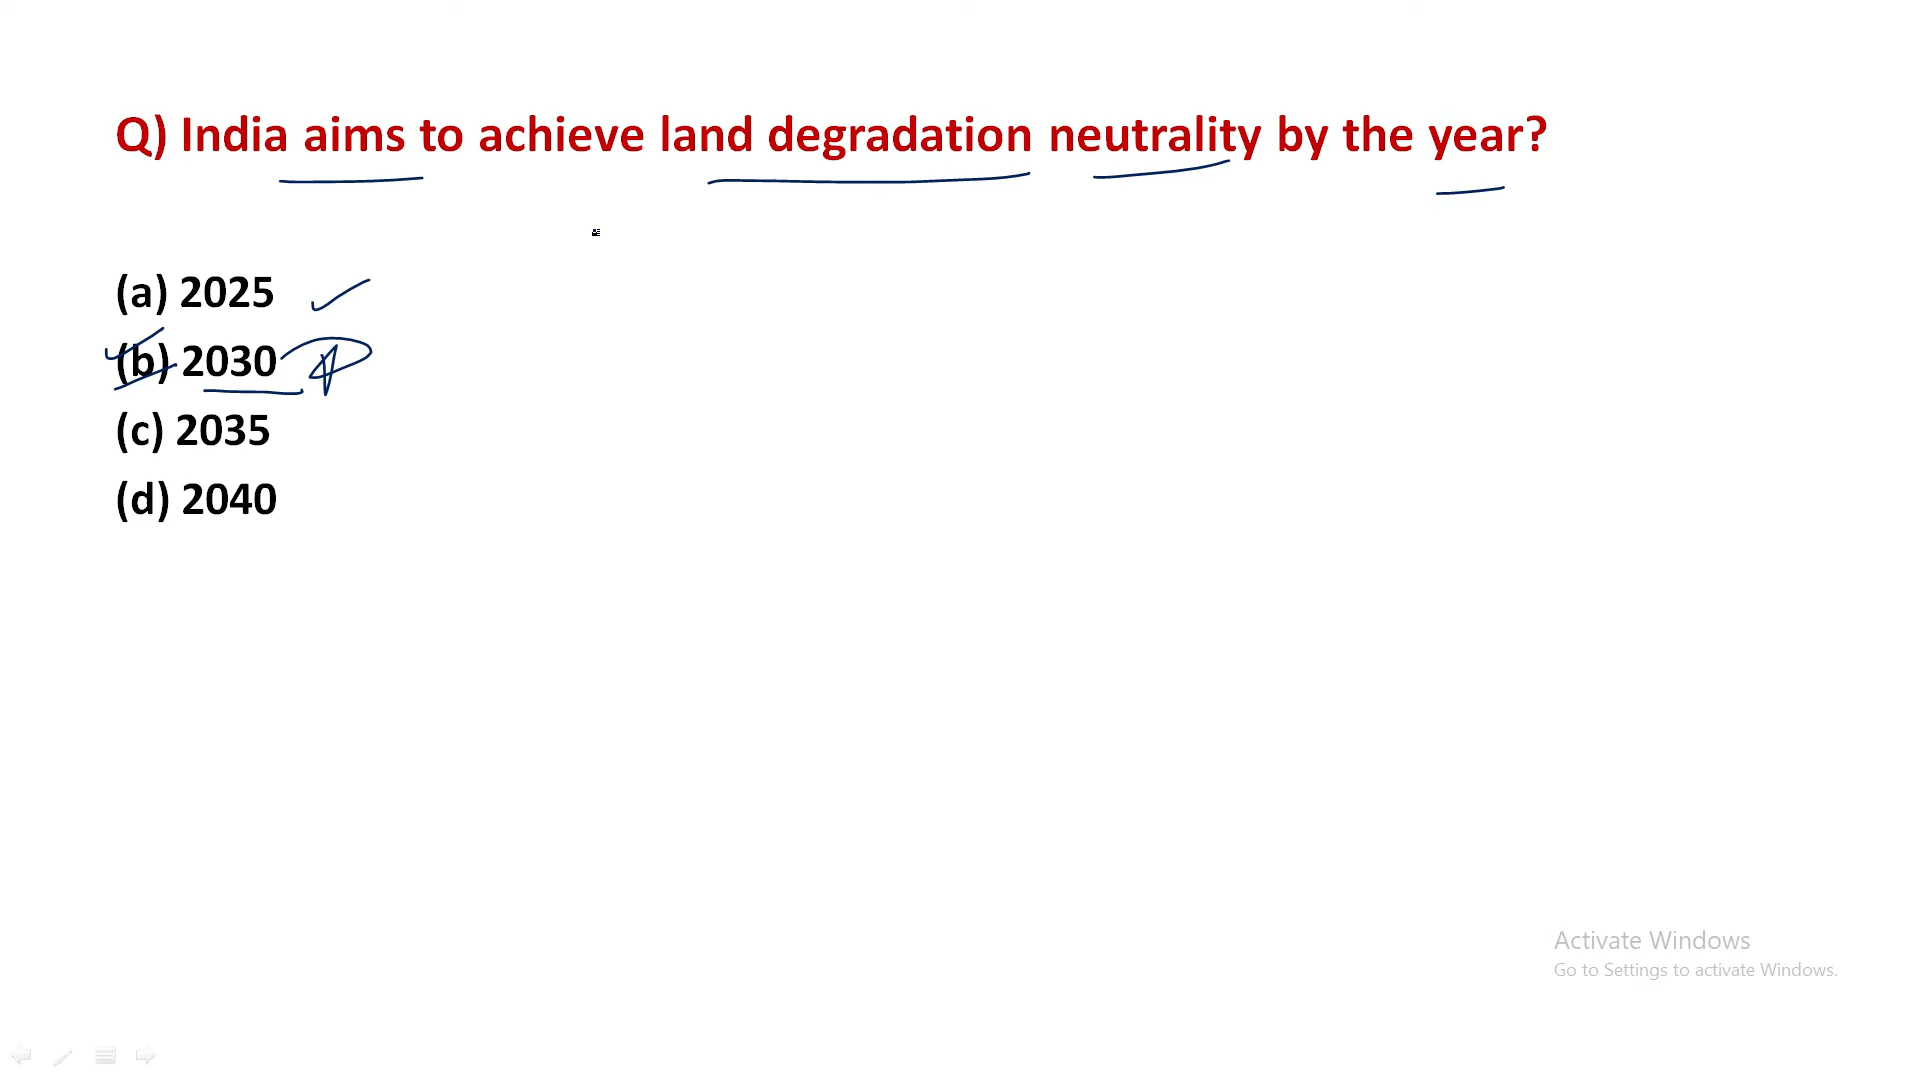 Q) India aims to achieve land degradation neutrality by the year?
(a) 2025
(b) 2030
(c) 2035
(d) 2040
Activate Windows
Go to Settings to activate Windows.